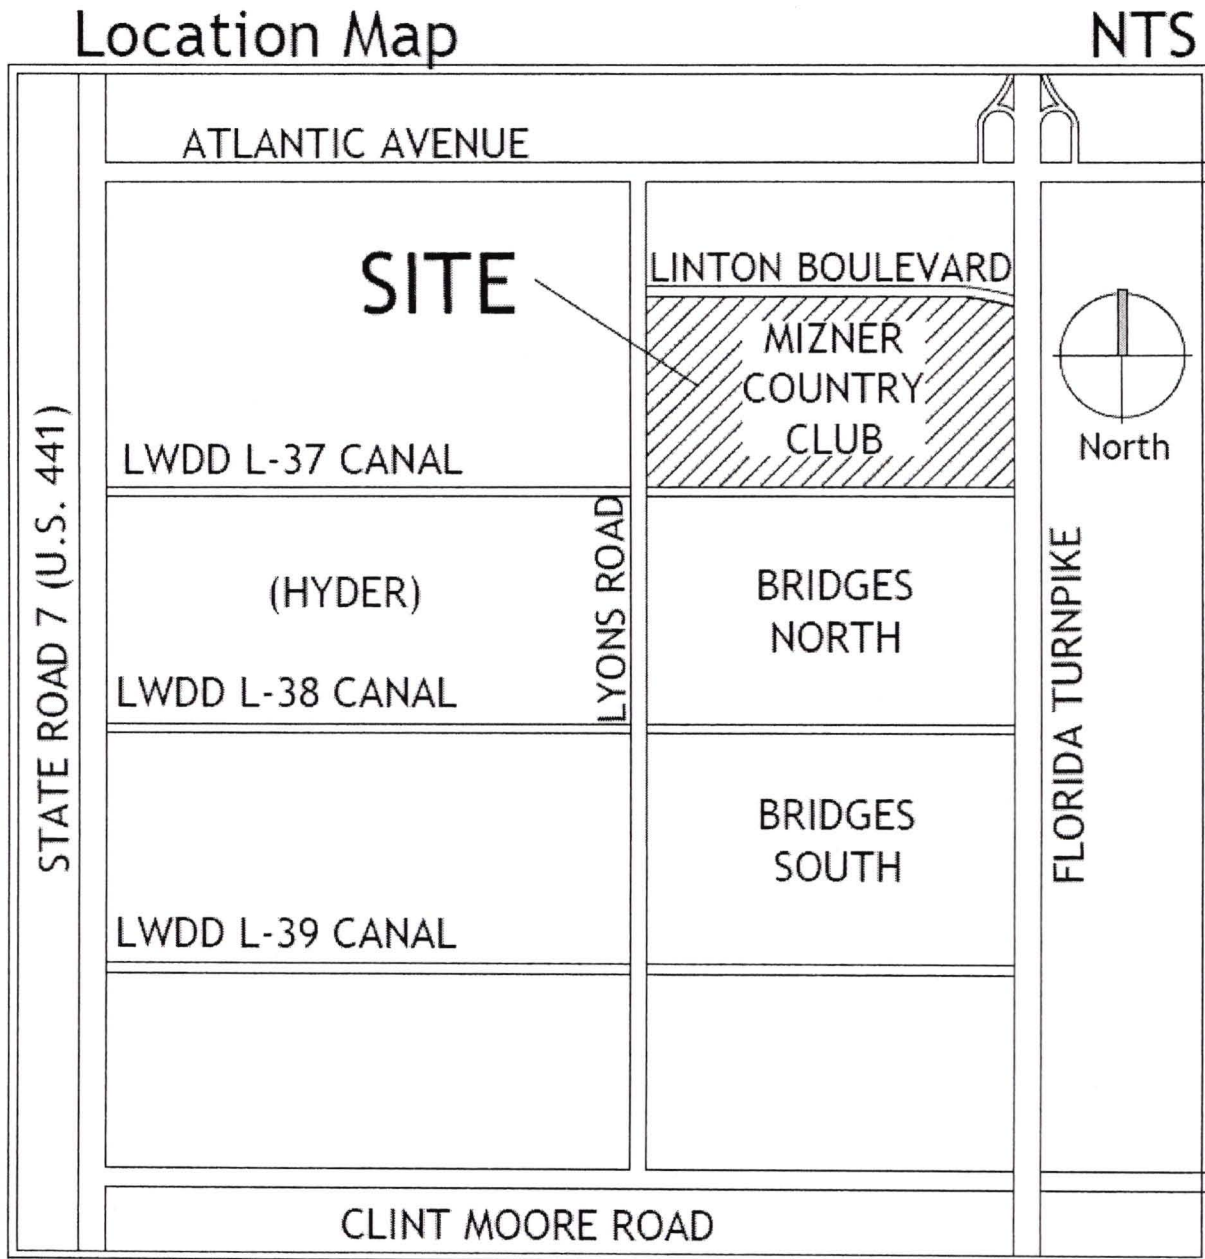 Location Map
NTS
ATLANTIC AVENUE
SITE
LINTON BOULEVARD
MIZNER
COUNTRY
CLUB
North
LWDD L-37 CANAL
STATE ROAD 7 (U.S. 441)
(HYDER)
LYONS ROAD
BRIDGES
NORTH
FLORIDA TURNPIKE
LWDD L-38 CANAL
BRIDGES
SOUTH
LWDD L-39 CANAL
CLINT MOORE ROAD